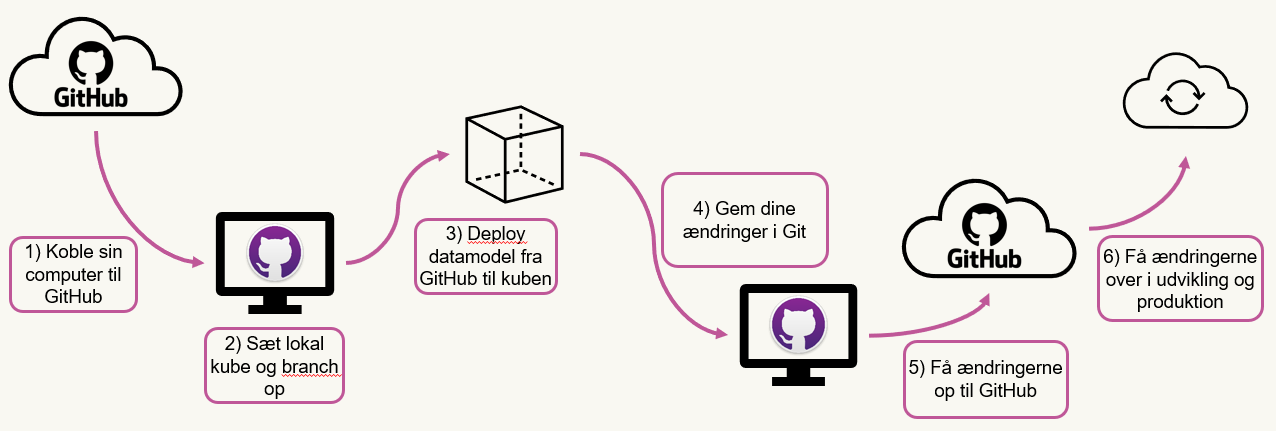 GitHub
1) Koble sin
computer til
GitHub
2) Sæt lokal
kube og branch
op
3) Deploy
datamodel fra
GitHub til kuben
4) Gem dine
ændringer i Git
GitHub
5) Få ændringerne
op til GitHub
6) Få ændringerne
over i udvikling og
produktion